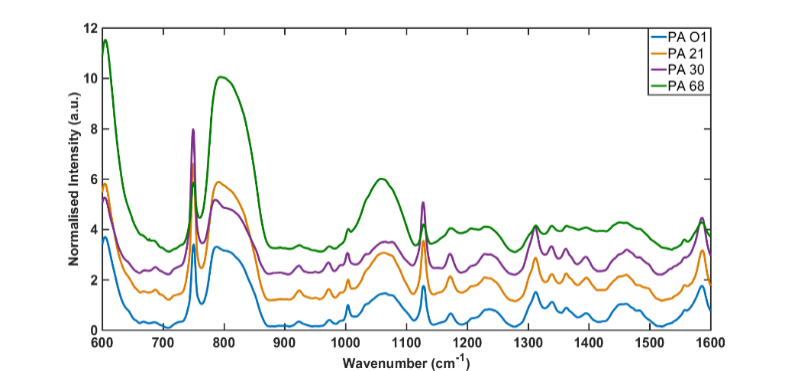 12
10
8
6
4
2
0
Normalised Intensity (a.u.)
PA O1
PA 21
PA 30
PA 68
600 700 800 900 1000 1100 1200 1300 1400 1500 1600
Wavenumber (cm⁻¹)